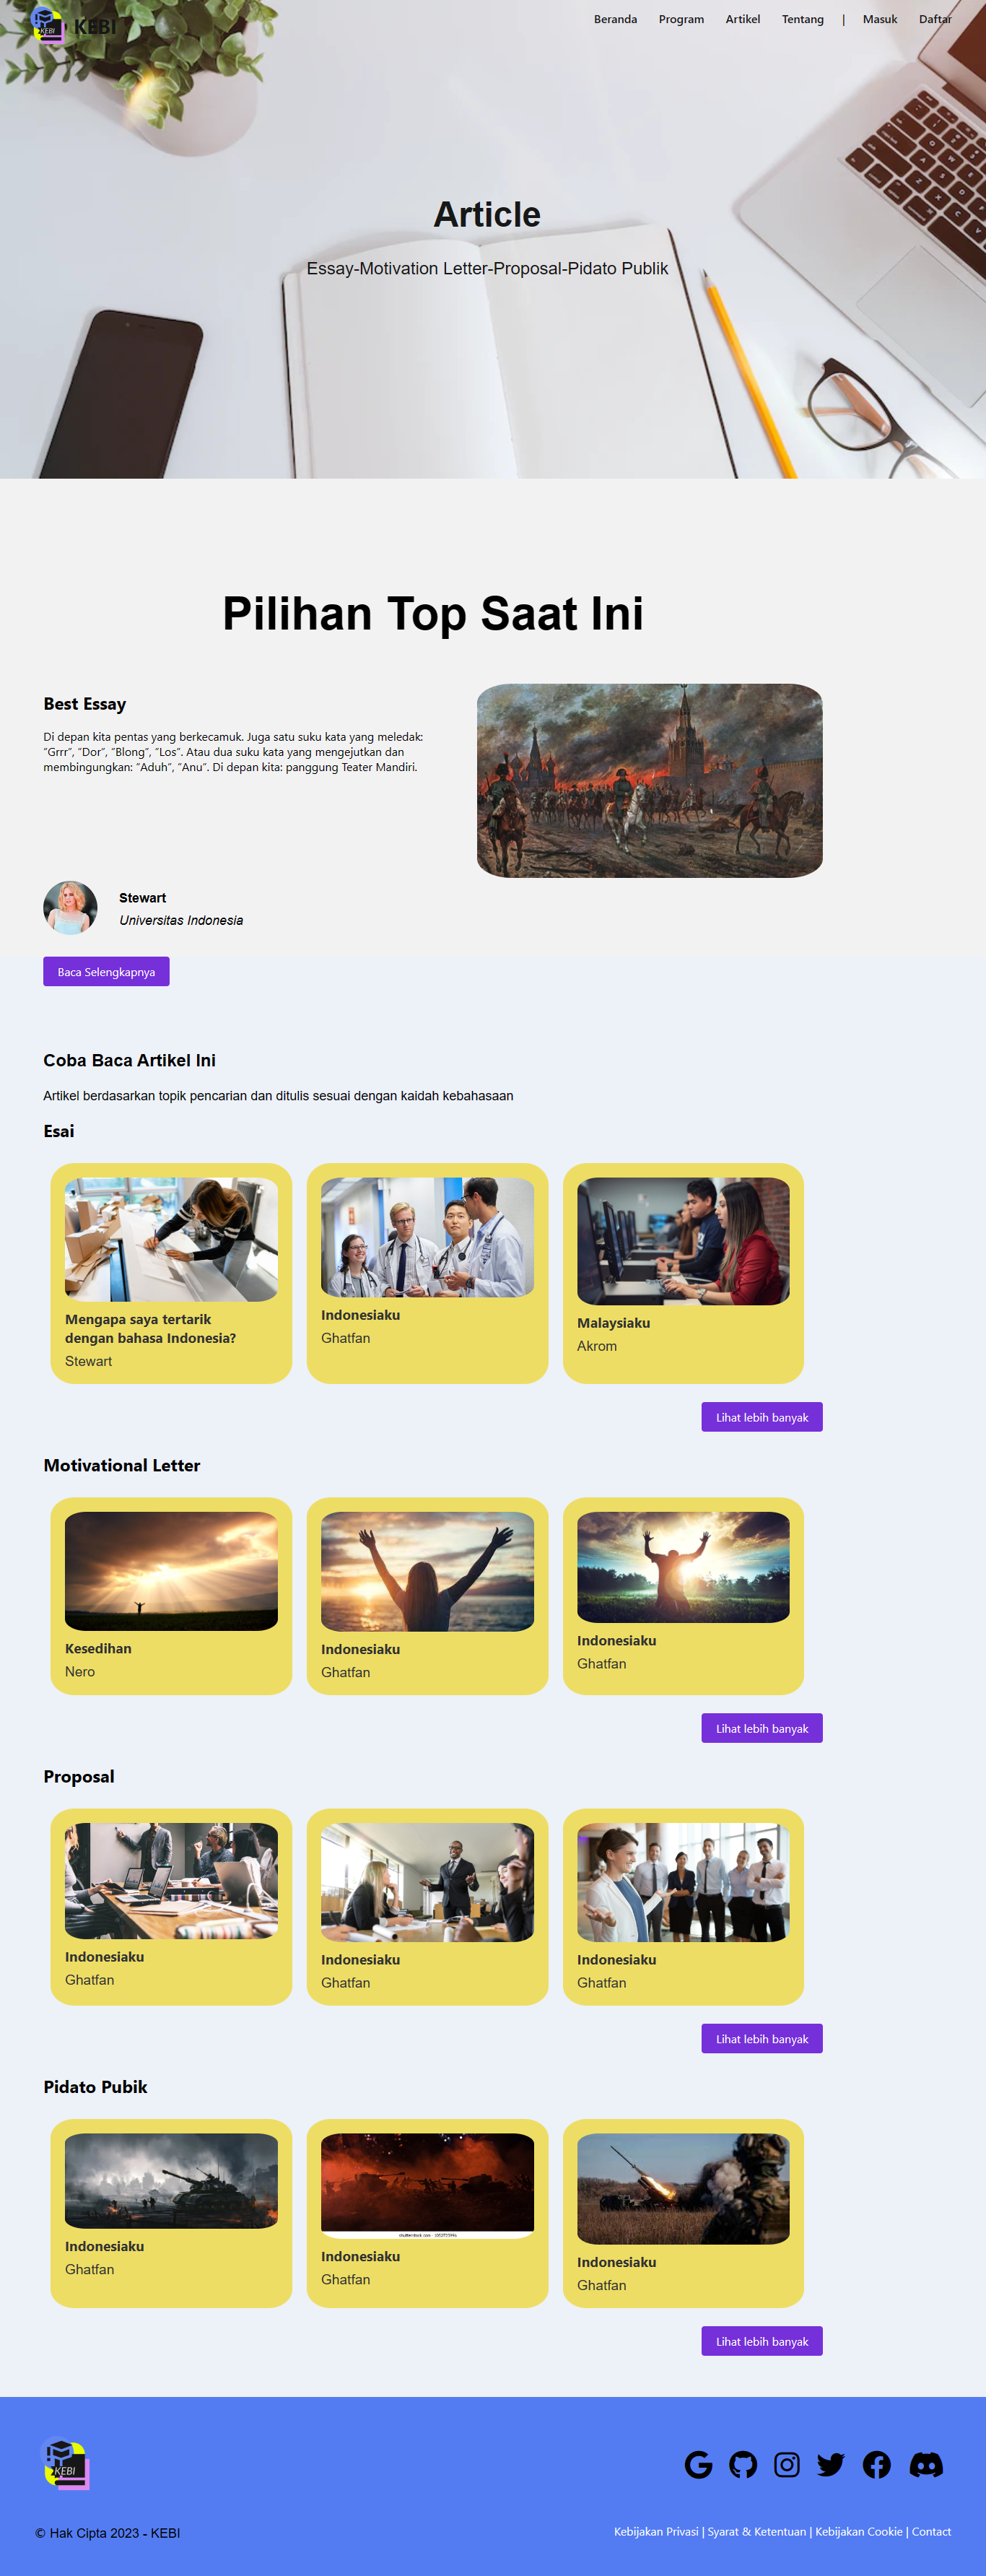 KEBI
KEBI
Beranda Program Artikel Tentang | Masuk Daftar
Article
Essay-Motivation Letter-Proposal-Pidato Publik
Pilihan Top Saat Ini
Best Essay
Di depan kita pentas yang berkecamuk. Juga satu suku kata yang meledak:
“Grrr”, “Dor”, “Blong”, “Los”. Atau dua suku kata yang mengejutkan dan
membingungkan: “Aduh”, “Anu”. Di depan kita: panggung Teater Mandiri.
Stewart
Universitas Indonesia
Baca Selengkapnya
Coba Baca Artikel Ini
Artikel berdasarkan topik pencarian dan ditulis sesuai dengan kaidah kebahasaan
Esai
Mengapa saya tertarik
dengan bahasa Indonesia?
Stewart
Indonesiaku
Ghatfan
Malaysiaku
Akrom
Lihat lebih banyak
Motivational Letter
Kesedihan
Nero
Indonesiaku
Ghatfan
Indonesiaku
Ghatfan
Lihat lebih banyak
Proposal
Indonesiaku
Ghatfan
Indonesiaku
Ghatfan
Indonesiaku
Ghatfan
Lihat lebih banyak
Pidato Pubik
Indonesiaku
Ghatfan
Indonesiaku
Ghatfan
Indonesiaku
Ghatfan
Lihat lebih banyak
KEBI
© Hak Cipta 2023 - KEBI
Kebijakan Privasi | Syarat & Ketentuan | Kebijakan Cookie | Contact